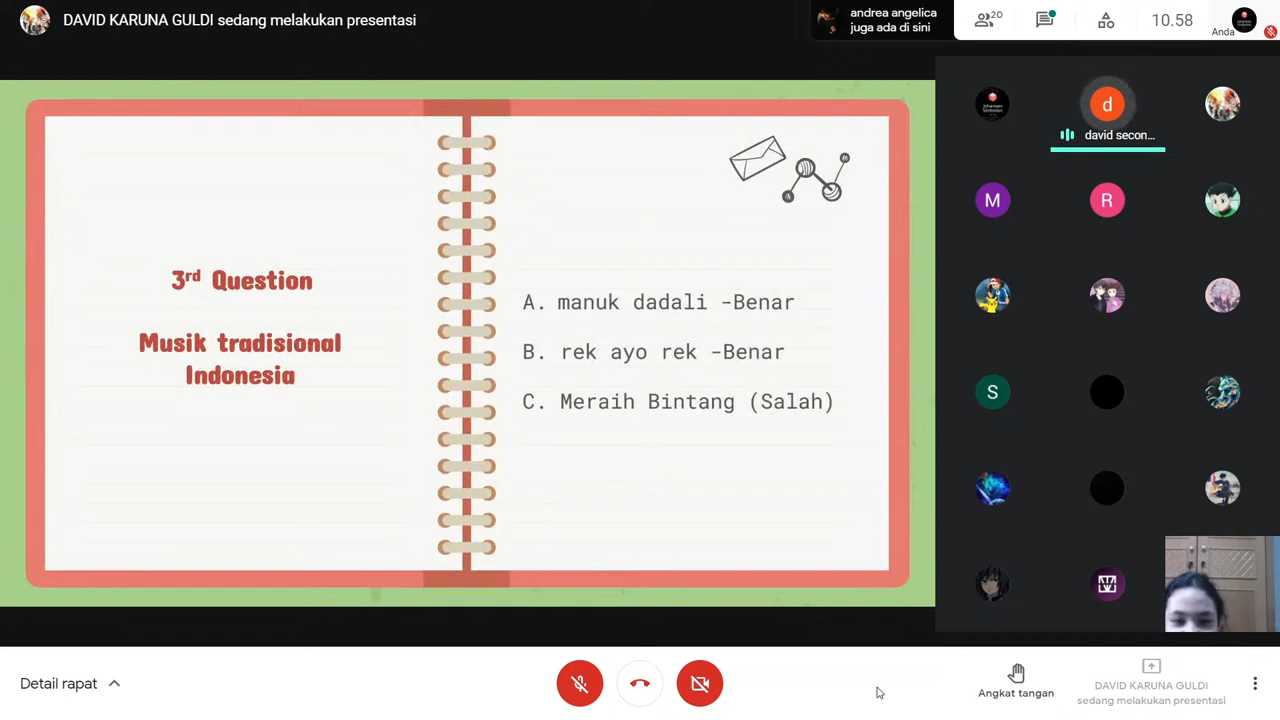 DAVID KARUNA GULDI sedang melakukan presentasi
andrea angelica
juga ada di sini
20
10.58
Anda
d
david secon...
M
R
S
3rd Question
Musik tradisional
Indonesia
A. manuk dadali -Benar
B. rek ayo rek -Benar
C. Meraih Bintang (Salah)
Detail rapat
Angkat tangan
DAVID KARUNA GULDI
sedang melakukan presentasi